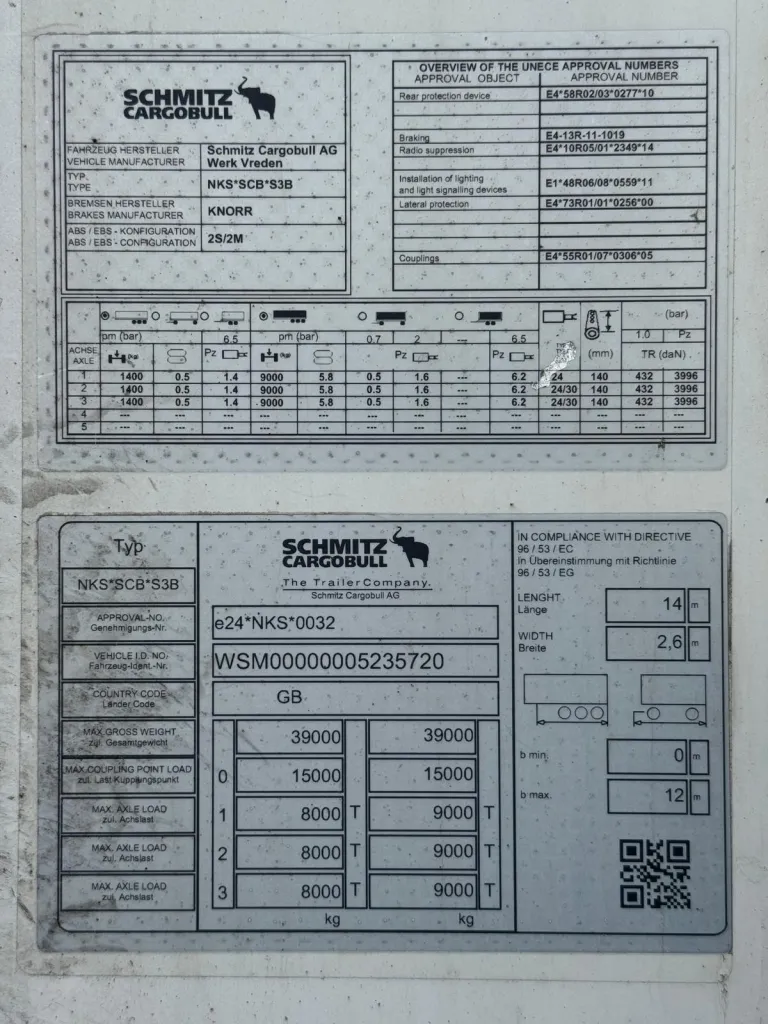 SCHMITZ
CARGOBULL
FAHRZEUG HERSTELLER
VEHICLE MANUFACTURER
Schmitz Cargobull AG
Werk Vreden
TYP
TYPE
NKS*SCB*S3B
BREMSEN HERSTELLER
BRAKES MANUFACTURER
KNORR
ABS / EBS - KONFIGURATION
ABS / EBS - CONFIGURATION
2S/2M
OVERVIEW OF THE UNECE APPROVAL NUMBERS
APPROVAL OBJECT APPROVAL NUMBER
Rear protection device E4*58R02/03*0277*10
Braking E4-13R-11-1019
Radio suppression E4*10R05/01*2349*14
Installation of lighting
and light signalling devices
E1*48R06/08*0559*11
Lateral protection E4*73R01/01*0256*00
Couplings E4*55R01/07*0306*05
(bar)
pm (bar) 6.5 pm (bar) 0.7 2 --- 6.5 1.0 Pz
ACHSE
AXLE
Pz Pz Pz (mm) TR (daN)
1 1400 0.5 1.4 9000 5.8 0.5 1.6 --- 6.2 24 140 432 3996
2 1400 0.5 1.4 9000 5.8 0.5 1.6 --- 6.2 24/30 140 432 3996
3 1400 0.5 1.4 9000 5.8 0.5 1.6 --- 6.2 24/30 140 432 3996
4 --- --- --- --- --- --- --- --- --- --- --- --- ---
5 --- --- --- --- --- --- --- --- --- --- --- --- ---
Typ
NKS*SCB*S3B
SCHMITZ
CARGOBULL
The TrailerCompany.
Schmitz Cargobull AG
APPROVAL-NO.
Genehmigungs-Nr.
e24*NKS*0032
VEHICLE I.D. NO.
Fahrzeug-Ident.-Nr.
WSM00000005235720
COUNTRY CODE
Länder Code
GB
MAX.GROSS WEIGHT
zul. Gesamtgewicht
39000 39000
MAX.COUPLING POINT LOAD
zul. Last Kupplungspunkt
0 15000 15000
MAX. AXLE LOAD
zul. Achslast
1 8000 T 9000 T
MAX. AXLE LOAD
zul. Achslast
2 8000 T 9000 T
MAX. AXLE LOAD
zul. Achslast
3 8000 T 9000 T
kg kg
IN COMPLIANCE WITH DIRECTIVE
96 / 53 / EC
in Übereinstimmung mit Richtlinie
96 / 53 / EG
LENGHT
Länge
14 m
WIDTH
Breite
2,6 m
b min. 0 m
b max. 12 m